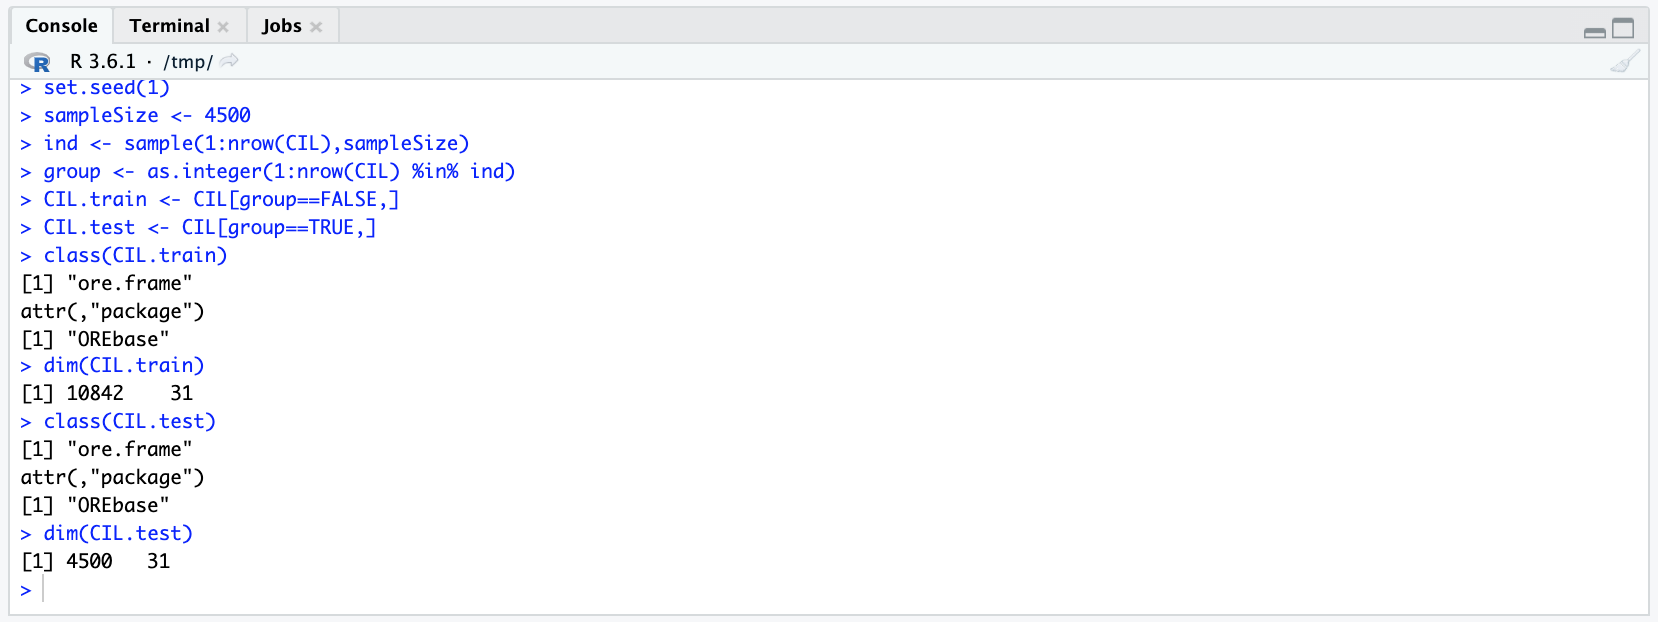 Console Terminal Jobs
R R 3.6.1 · /tmp/
> set.seed(1)
> sampleSize <- 4500
> ind <- sample(1:nrow(CIL),sampleSize)
> group <- as.integer(1:nrow(CIL) %in% ind)
> CIL.train <- CIL[group==FALSE,]
> CIL.test <- CIL[group==TRUE,]
> class(CIL.train)
[1] "ore.frame"
attr(,"package")
[1] "OREbase"
> dim(CIL.train)
[1] 10842    31
> class(CIL.test)
[1] "ore.frame"
attr(,"package")
[1] "OREbase"
> dim(CIL.test)
[1] 4500   31
>